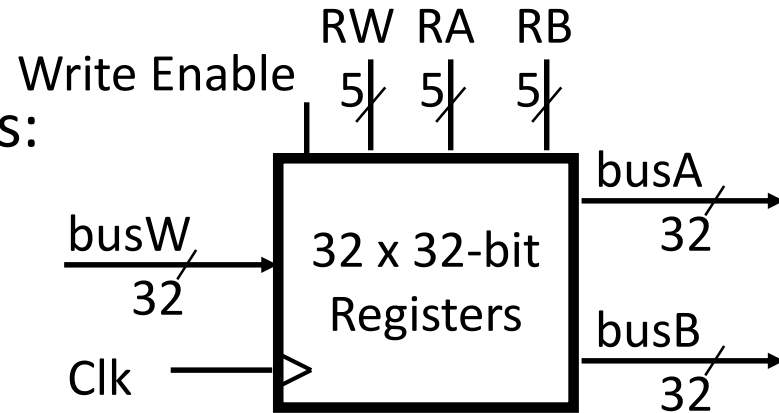 RW RA RB
Write Enable
5 5 5
s:
busA
32
busW
32
32 x 32-bit
Registers
busB
32
Clk